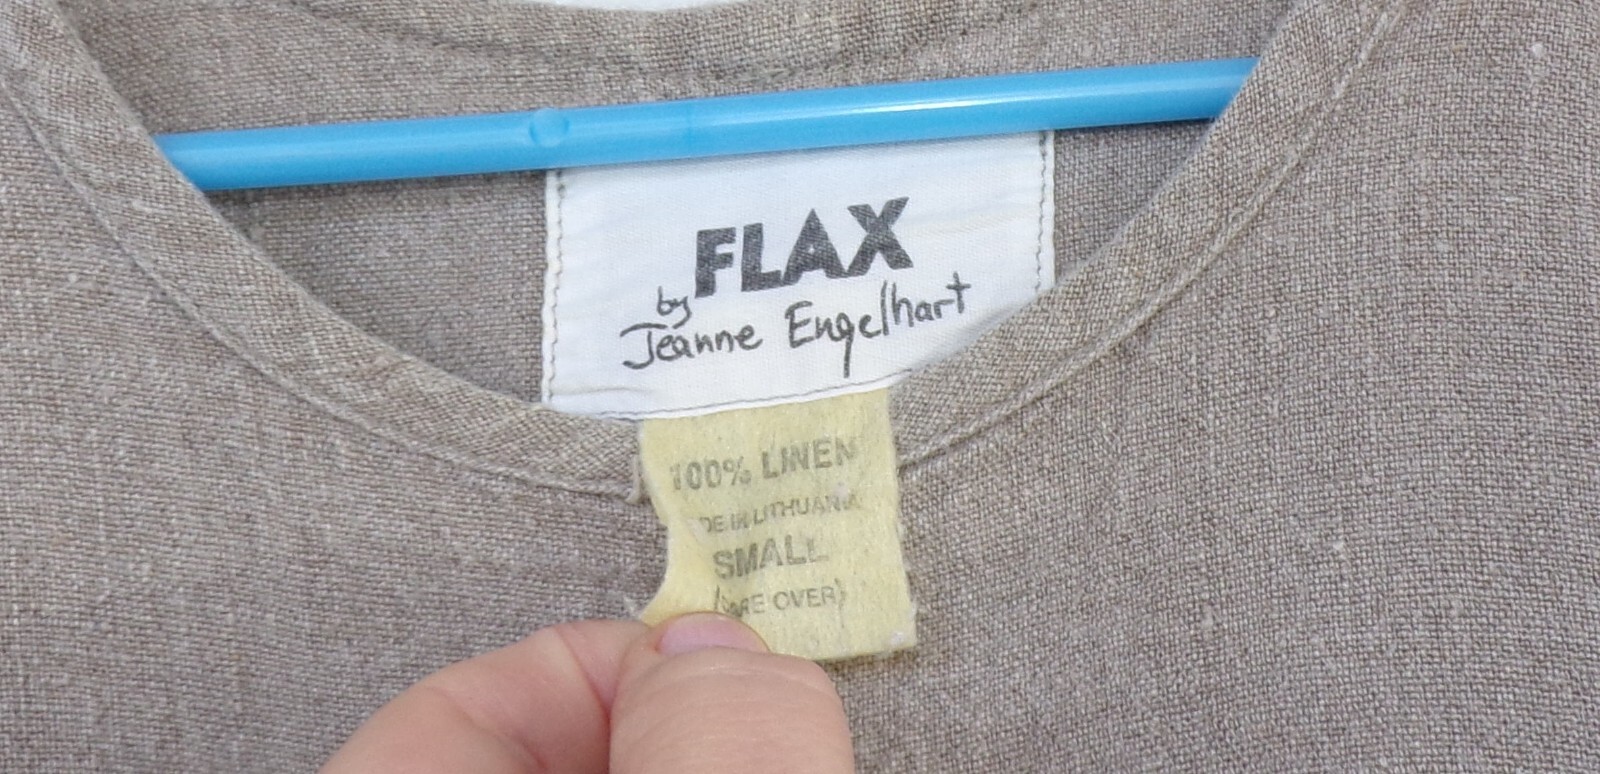 FLAX
by
Jeanne Engelhart
100% LINEN
DE IN LITHUANIA
SMALL
OVER)